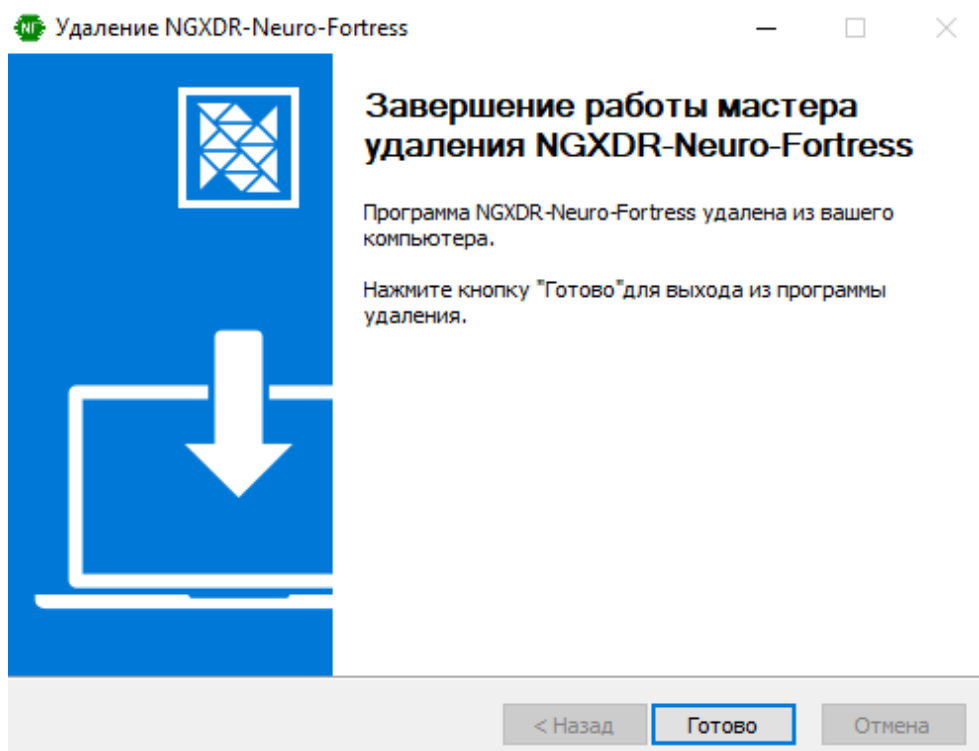 НГ Удаление NGXDR-Neuro-Fortress
Завершение работы мастера
удаления NGXDR-Neuro-Fortress
Программа NGXDR-Neuro-Fortress удалена из вашего
компьютера.
Нажмите кнопку "Готово"для выхода из программы
удаления.
< Назад
Готово
Отмена